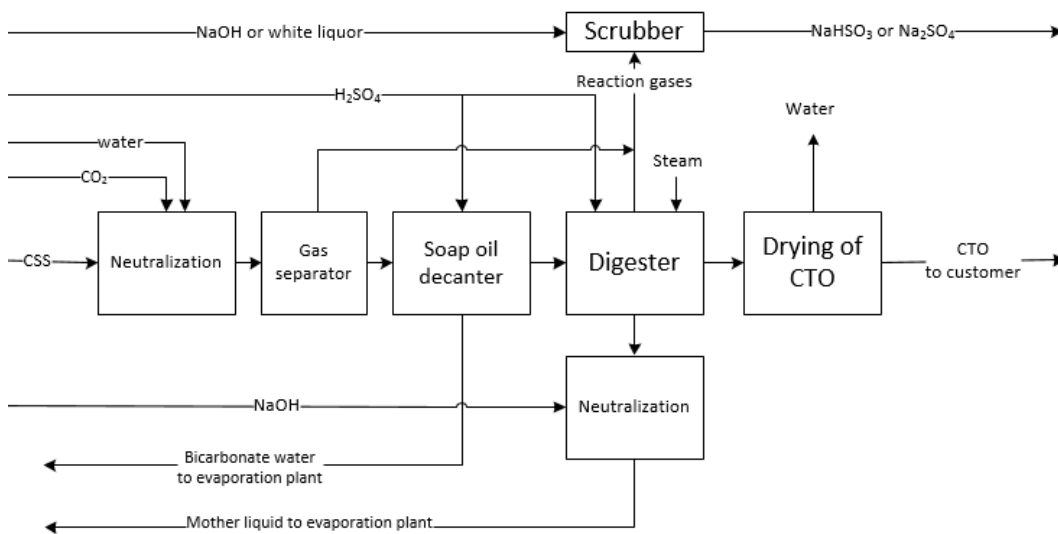 NaOH or white liquor
Scrubber
NaHSO₃ or Na₂SO₄
Reaction gases
H₂SO₄
Water
water
Steam
CO₂
CSS
Neutralization
Gas
separator
Soap oil
decanter
Digester
Drying of
CTO
CTO
to customer
NaOH
Neutralization
Bicarbonate water
to evaporation plant
Mother liquid to evaporation plant